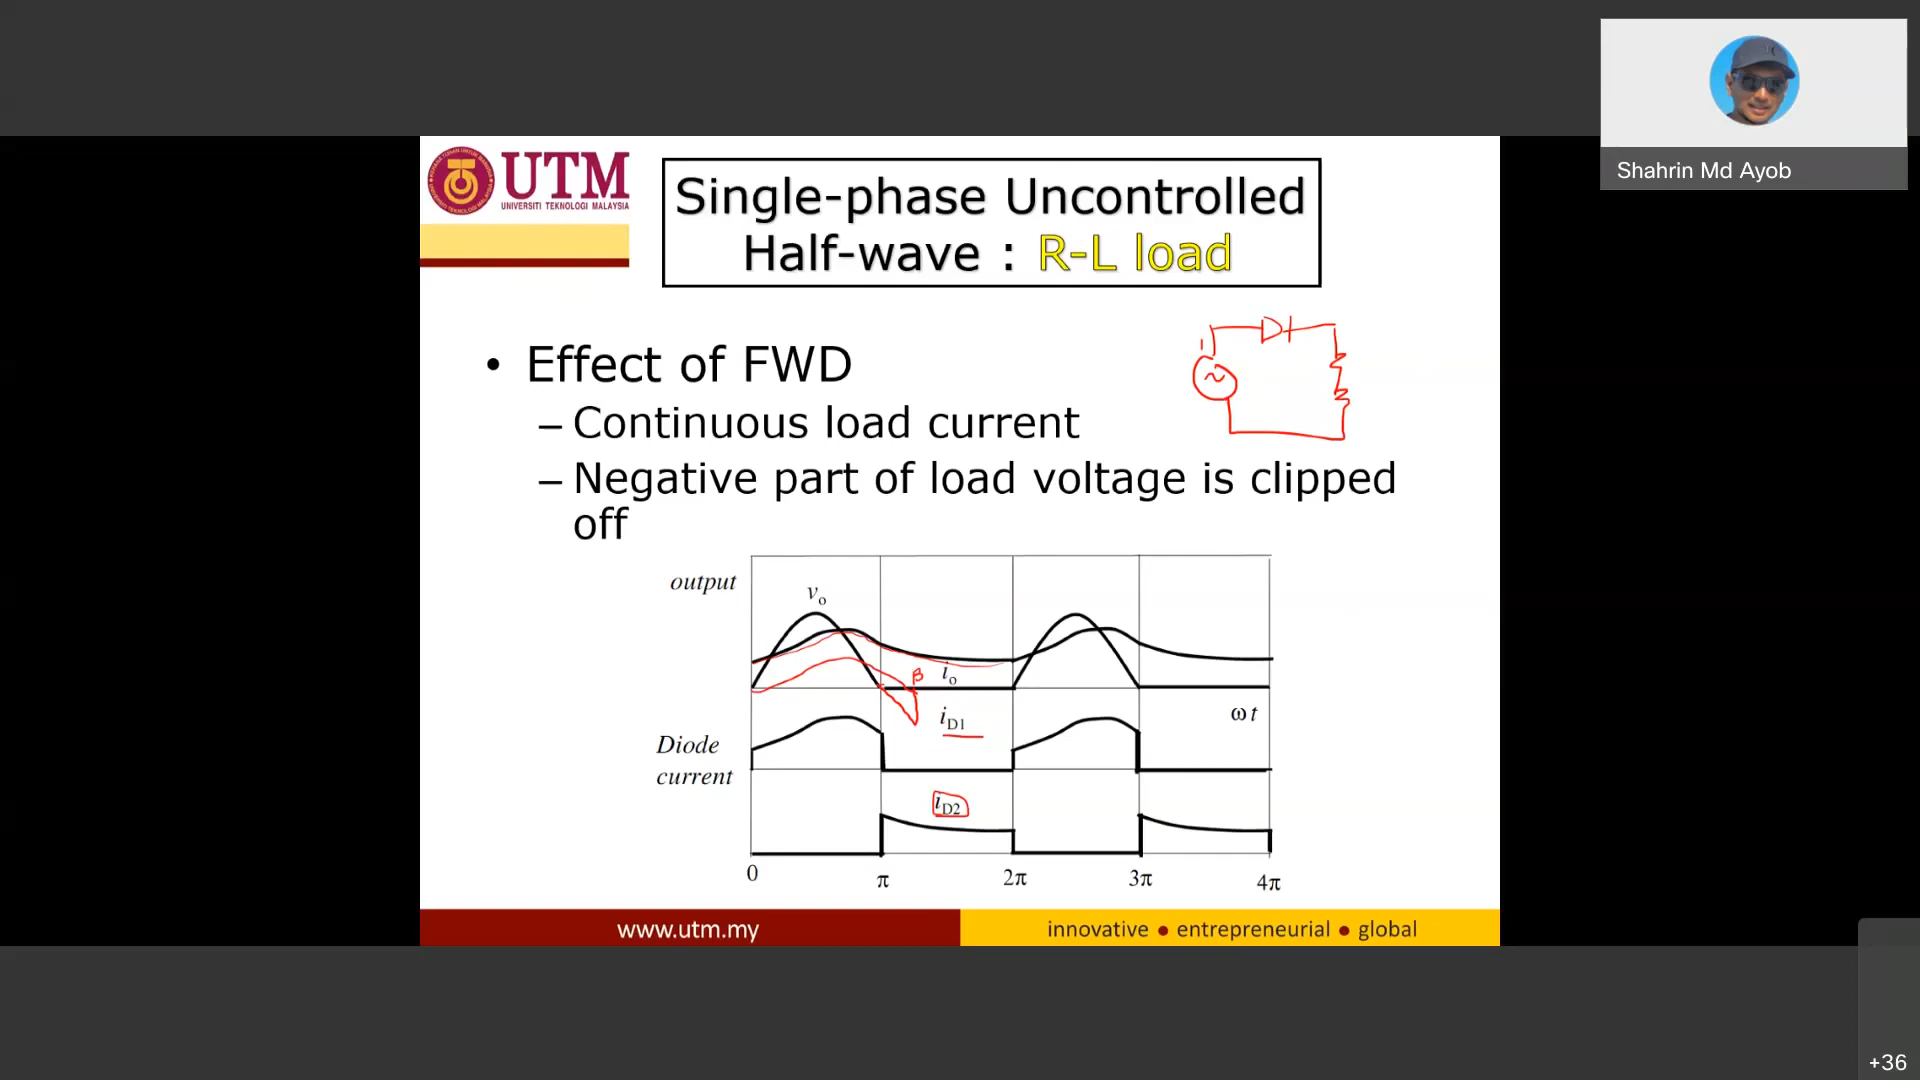 Shahrin Md Ayob
UTM
UNIVERSITI TEKNOLOGI MALAYSIA
Single-phase Uncontrolled
Half-wave : R-L load
• Effect of FWD
– Continuous load current
– Negative part of load voltage is clipped
off
output
vo
β
io
iD1
ωt
Diode
current
iD2
0 π 2π 3π 4π
www.utm.my
innovative ● entrepreneurial ● global
+36